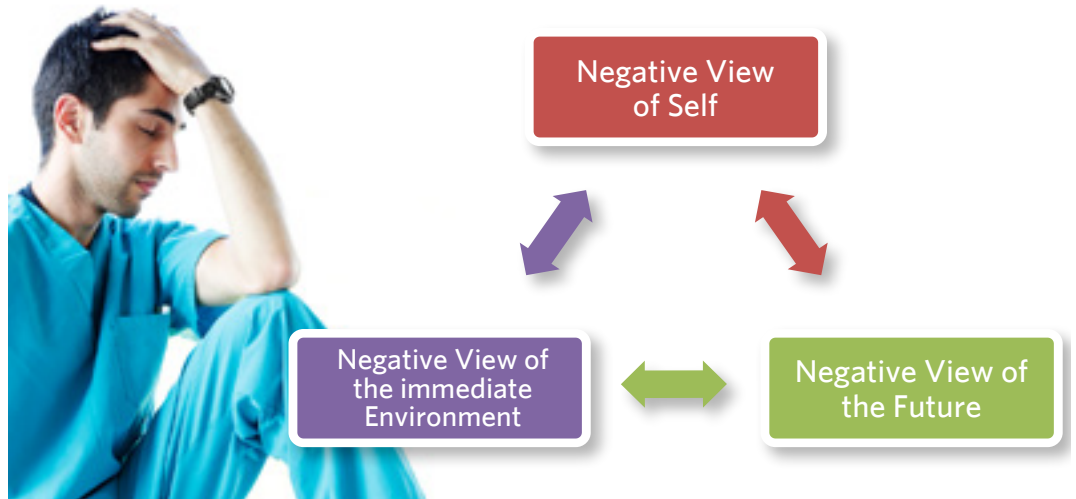 Negative View
of Self
Negative View of
the immediate
Environment
Negative View of
the Future